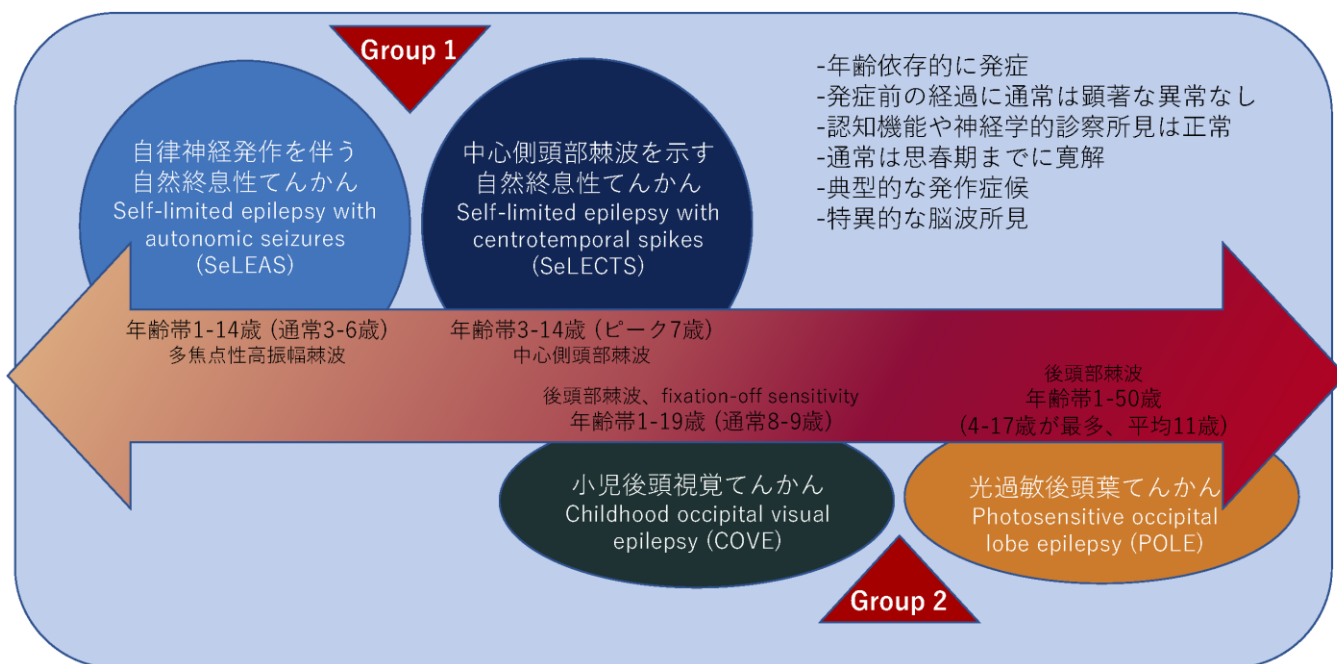 Group 1
自律神経発作を伴う
自然終息性てんかん
Self-limited epilepsy with
autonomic seizures
(SeLEAS)
中心側頭部棘波を示す
自然終息性てんかん
Self-limited epilepsy with
centrotemporal spikes
(SeLECTS)
-年齢依存的に発症
-発症前の経過に通常は顕著な異常なし
-認知機能や神経学的診察所見は正常
-通常は思春期までに寛解
-典型的な発作症候
-特異的な脳波所見
年齢帯1-14歳 (通常3-6歳)
多焦点性高振幅棘波
年齢帯3-14歳 (ピーク7歳)
中心側頭部棘波
後頭部棘波、fixation-off sensitivity
年齢帯1-19歳 (通常8-9歳)
後頭部棘波
年齢帯1-50歳
(4-17歳が最多、平均11歳)
小児後頭視覚てんかん
Childhood occipital visual
epilepsy (COVE)
光過敏後頭葉てんかん
Photosensitive occipital
lobe epilepsy (POLE)
Group 2